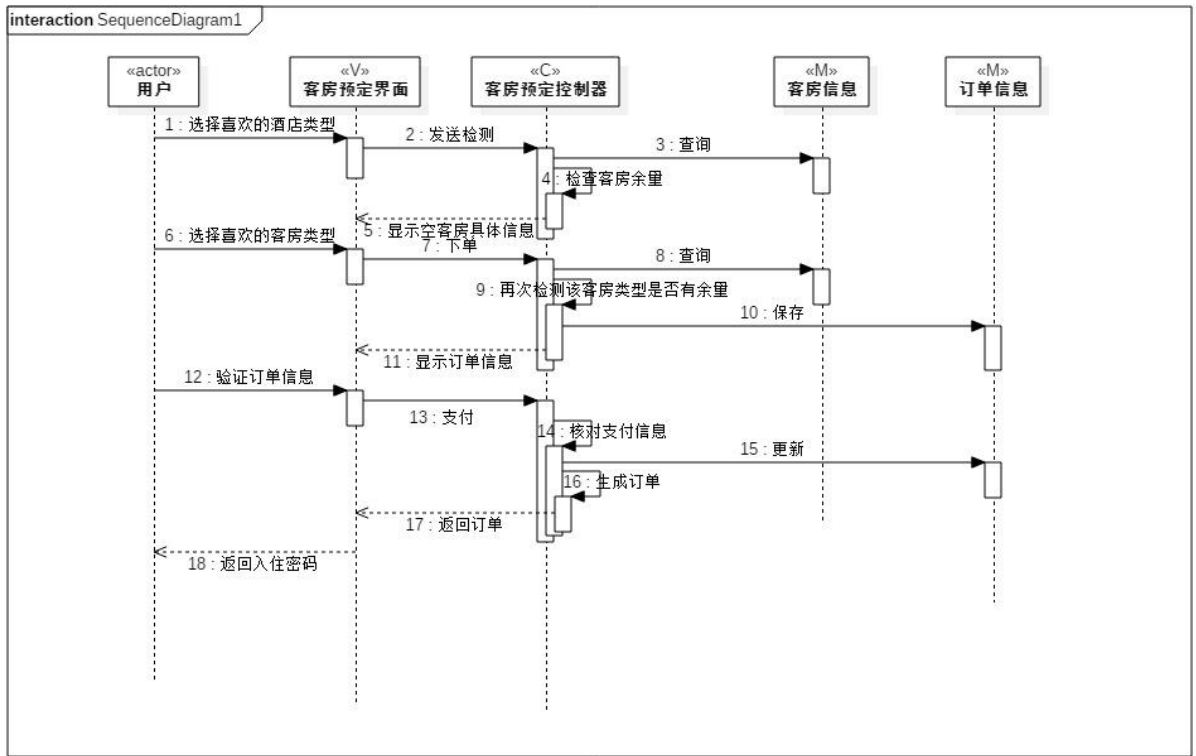 interaction SequenceDiagram1
«actor»
用户
«V»
客房预定界面
«C»
客房预定控制器
«M»
客房信息
«M»
订单信息
1 : 选择喜欢的酒店类型
2 : 发送检测
3 : 查询
4 : 检查客房余量
5 : 显示空客房具体信息
6 : 选择喜欢的客房类型
7 : 下单
8 : 查询
9 : 再次检测该客房类型是否有余量
10 : 保存
11 : 显示订单信息
12 : 验证订单信息
13 : 支付
14 : 核对支付信息
15 : 更新
16 : 生成订单
17 : 返回订单
18 : 返回入住密码